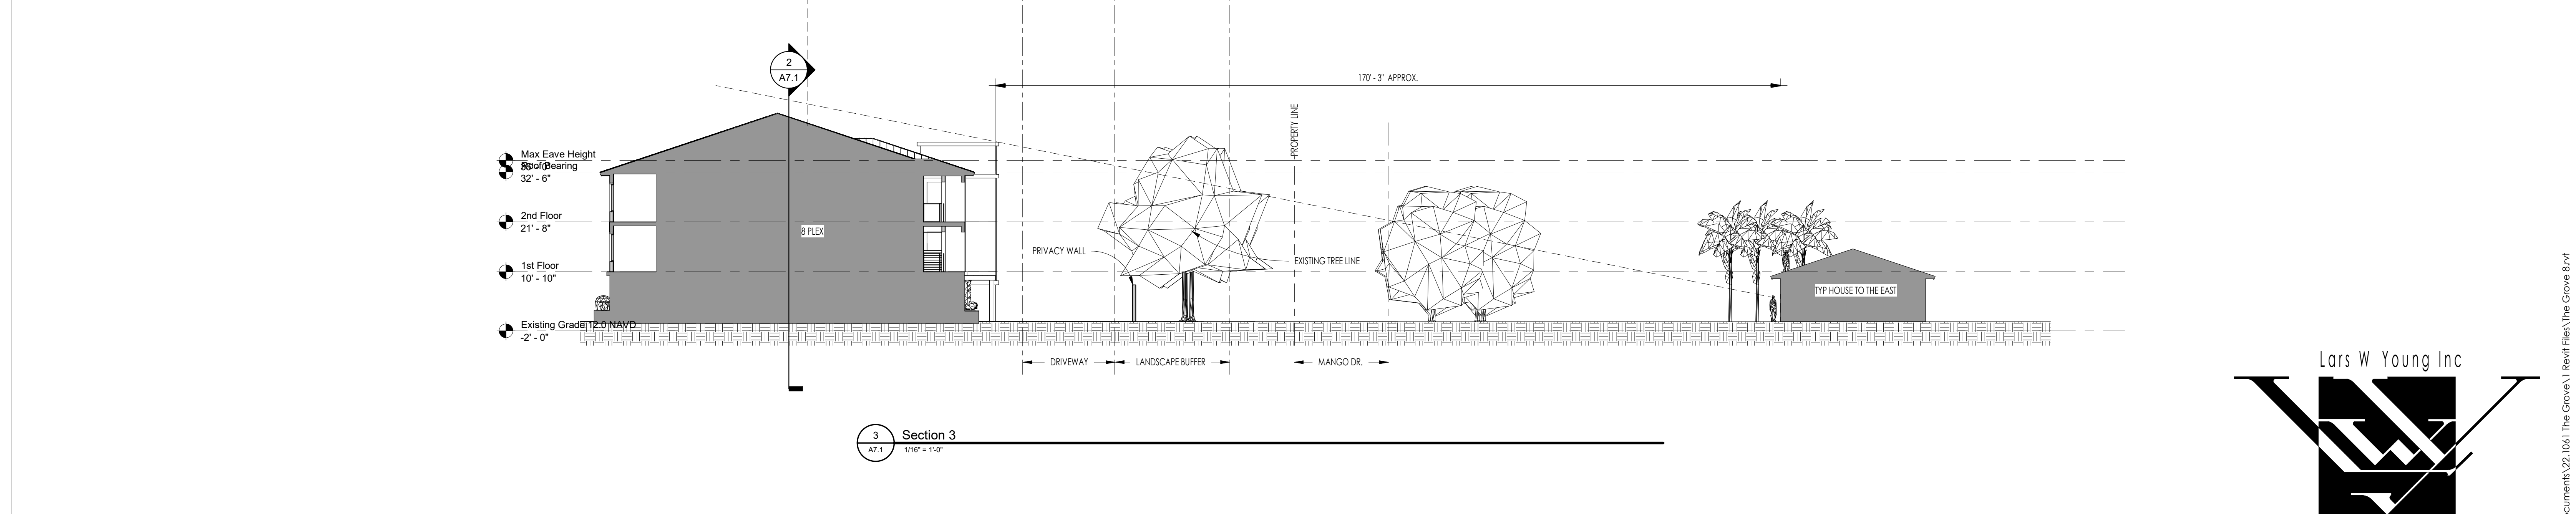 2
A7.1
170' - 3" APPROX.
PROPERTY LINE
Max Eave Height
Roof Bearing
32' - 6"
2nd Floor
21' - 8"
8 PLEX
PRIVACY WALL
EXISTING TREE LINE
1st Floor
10' - 10"
TYP HOUSE TO THE EAST
Existing Grade 12.0 NAVD
-2' - 0"
DRIVEWAY
LANDSCAPE BUFFER
MANGO DR.
3
A7.1
Section 3
1/16" = 1'-0"
Lars W Young Inc
22.1061 The Grove\1 Revit Files\The Grove 8.rvt